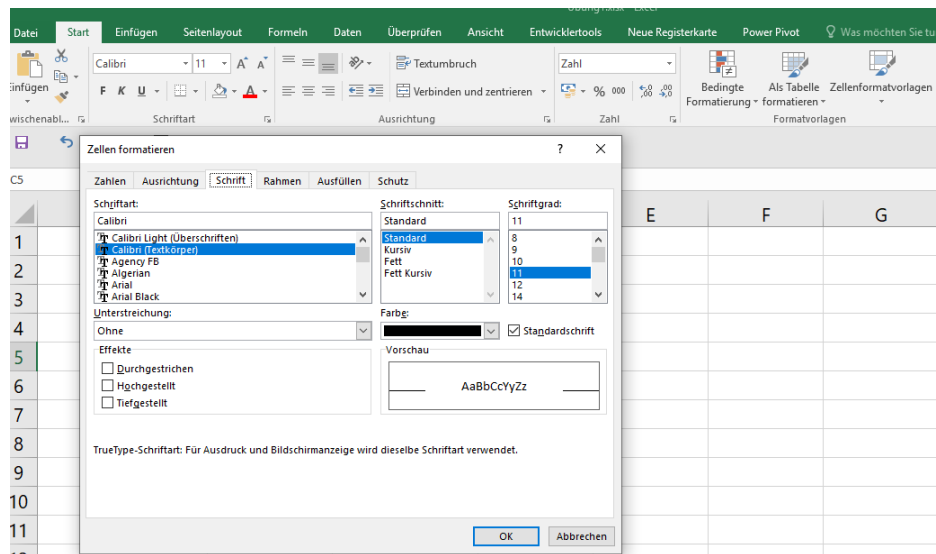 Datei Start Einfügen Seitenlayout Formeln Daten Überprüfen Ansicht Entwicklertools Neue Registerkarte Power Pivot Was möchten Sie tu
Calibri 11 A A Textumbruch Zahl
infügen F K U A Verbinden und zentrieren % 000 Bedingte Als Tabelle Zellenformatvorlagen
Formatierung formatieren
wischenabl... Schriftart Ausrichtung Zahl Formatvorlagen
Zellen formatieren ? X
C5
Zahlen Ausrichtung Schrift Rahmen Ausfüllen Schutz
Schriftart: Schriftschnitt: Schriftgrad:
Calibri Standard 11
E F G
Calibri Light (Überschriften) Standard 8
Calibri (Textkörper) Kursiv 9
Agency FB Fett 10
Algerian Fett Kursiv 11
Arial 12
Arial Black 14
Unterstreichung: Farbe:
Ohne Standardschrift
Effekte Vorschau
Durchgestrichen
Hochgestellt AaBbCcYyZz
Tiefgestellt
TrueType-Schriftart: Für Ausdruck und Bildschirmanzeige wird dieselbe Schriftart verwendet.
OK Abbrechen
1
2
3
4
5
6
7
8
9
10
11